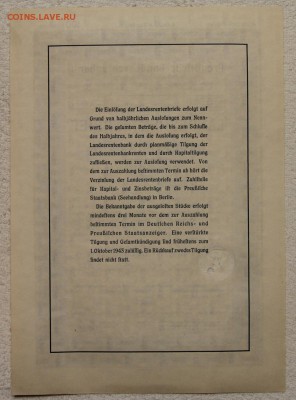 COINS.LAVE.RU
Die Einlösung der Landesrentenbriefe erfolgt auf
Grund von halbjährlichen Auslosungen zum Nenn-
wert. Die gesamten Beträge, die bis zum Schlusse
des Halbjahres, in dem die Auslosung erfolgt, der
Landesrentenbank durch planmäßige Tilgung der
Landesrentenbankrenten und durch Kapitaltilgung
zufließen, werden zur Auslosung verwendet. Von
dem zur Auszahlung bestimmten Termin ab hört die
Verzinsung der Landesrentenbriefe auf. Zahlstelle
für Kapital- und Zinsbeträge ist die Preußische
Staatsbank (Seehandlung) in Berlin.
Die Bekanntgabe der ausgelosten Stücke erfolgt
mindestens drei Monate vor dem zur Auszahlung
bestimmten Termin im Deutschen Reichs- und
Preußischen Staatsanzeiger. Eine verstärkte
Tilgung und Gesamtkündigung sind frühestens zum
1. Oktober 1943 zulässig. Ein Rückkauf zwecks Tilgung
findet nicht statt.